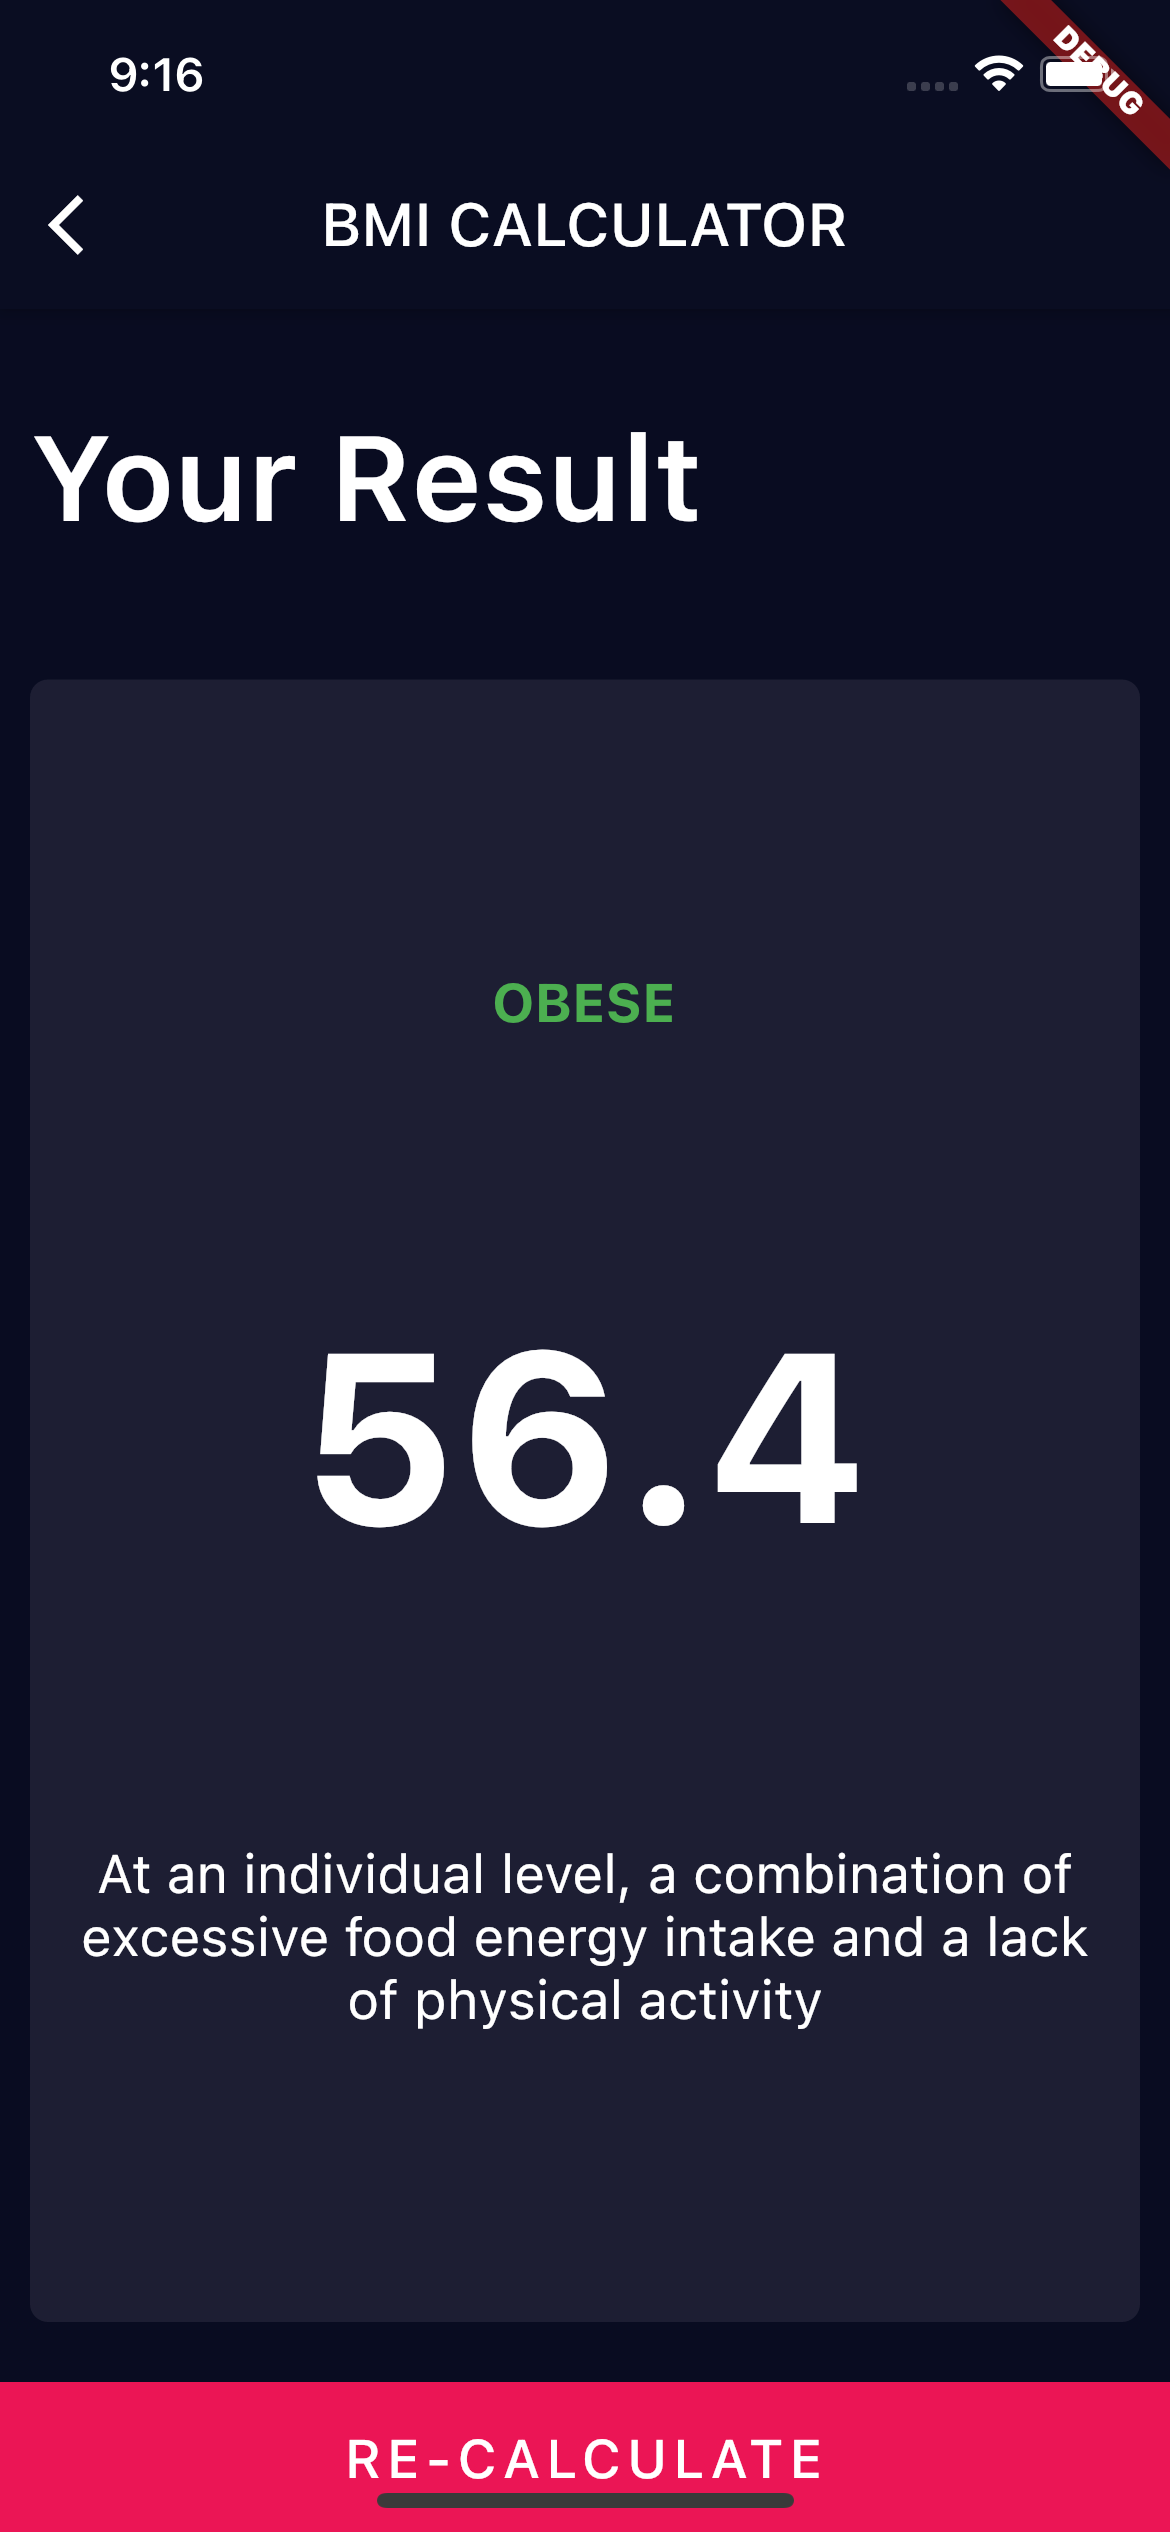 9:16
DEBUG
BMI CALCULATOR
Your Result
OBESE
56.4
At an individual level, a combination of
excessive food energy intake and a lack
of physical activity
RE-CALCULATE